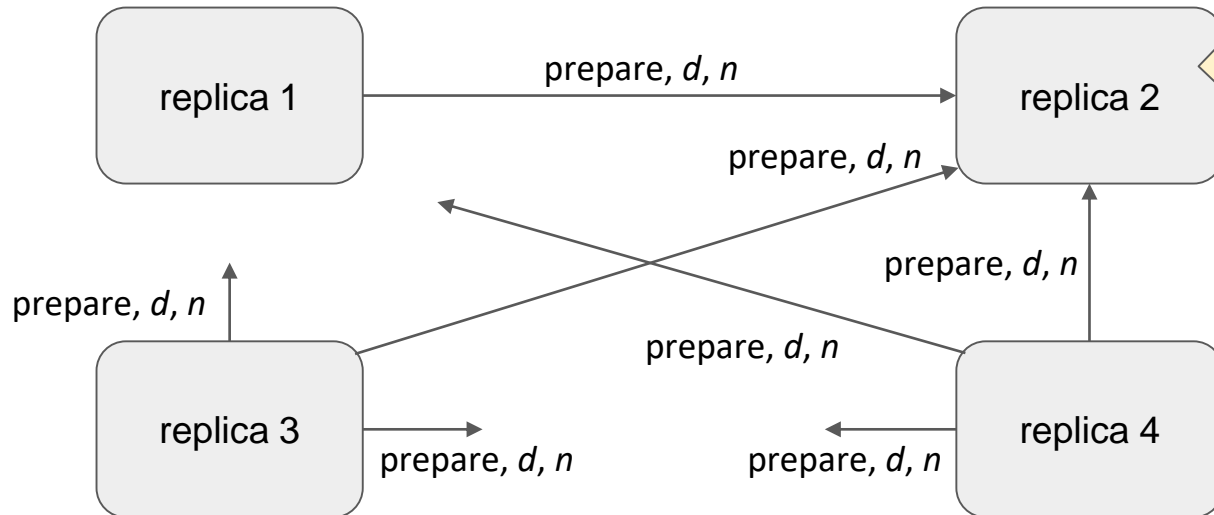 prepare, d, n
replica 1
replica 2
prepare, d, n
prepare, d, n
prepare, d, n
prepare, d, n
replica 3
replica 4
prepare, d, n
prepare, d, n